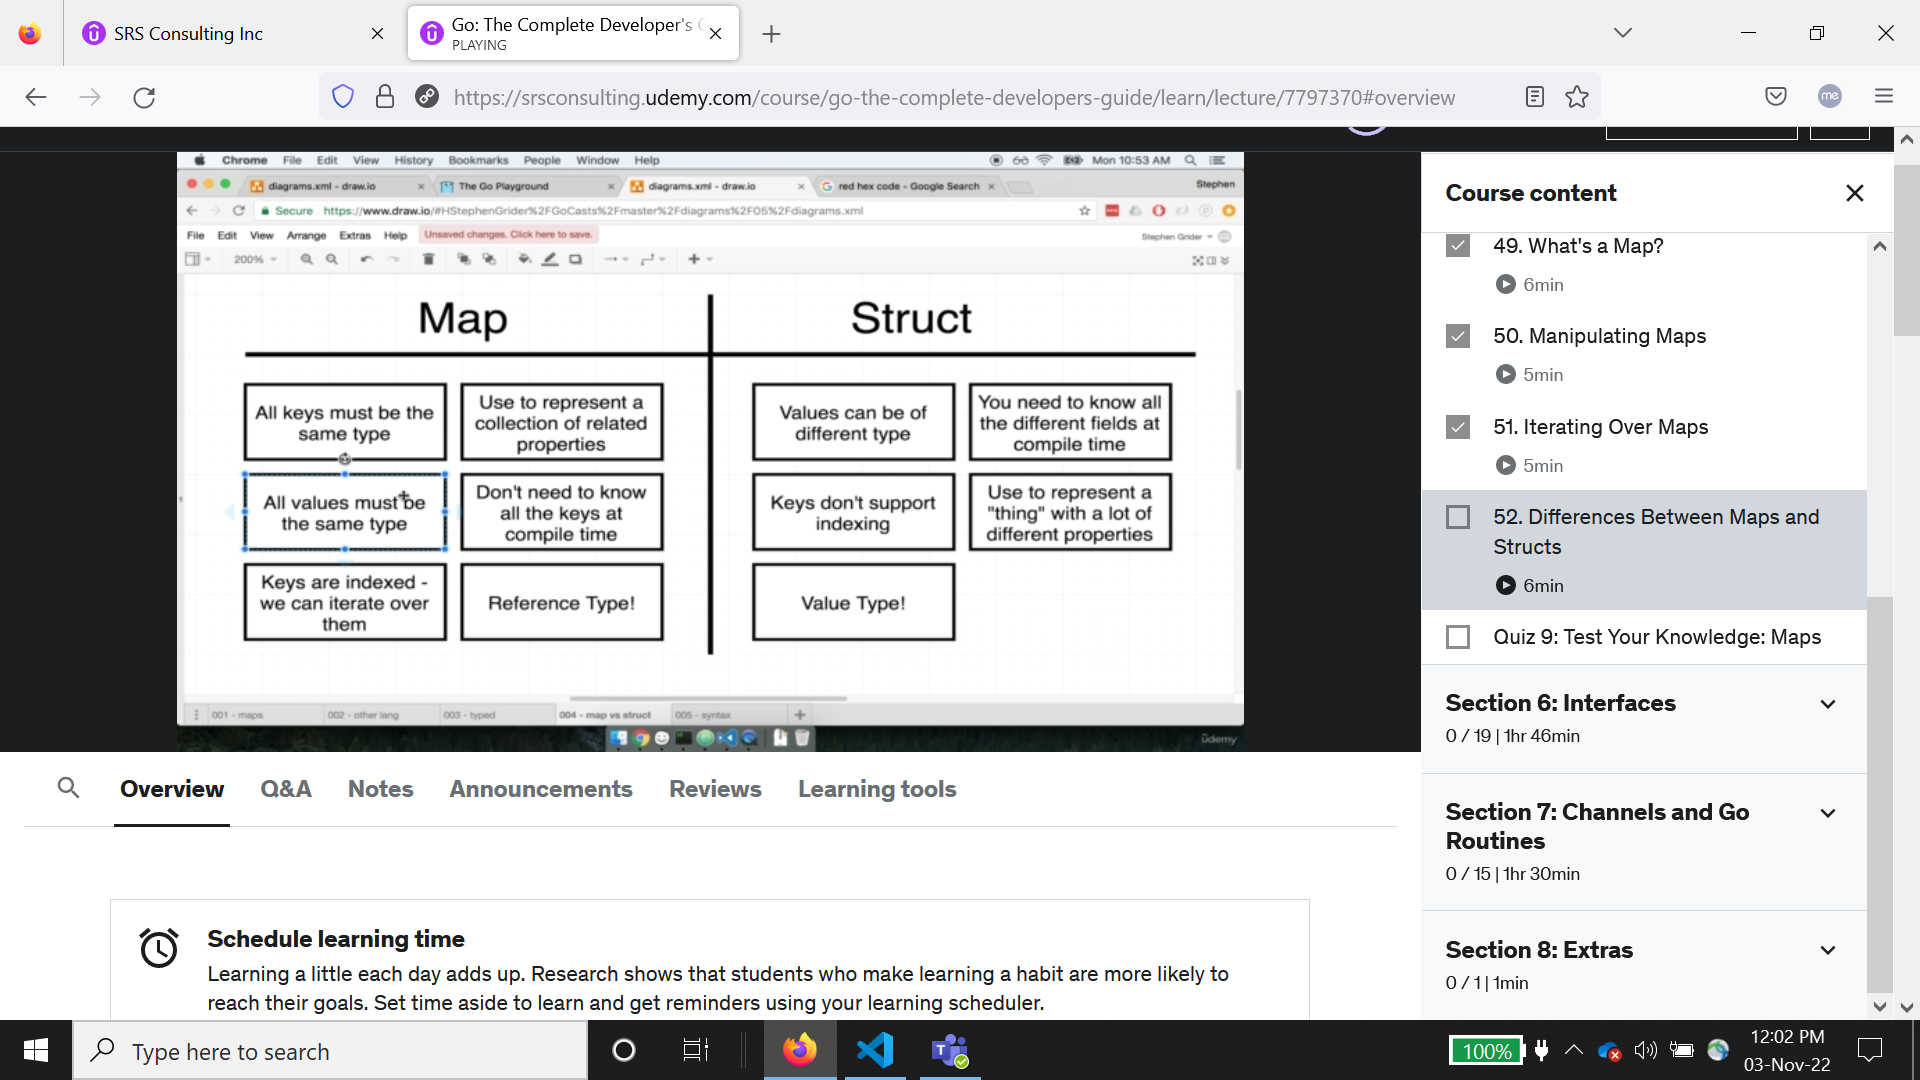 SRS Consulting Inc
Go: The Complete Developer's G
PLAYING
https://srsconsulting.udemy.com/course/go-the-complete-developers-guide/learn/lecture/7797370#overview
me
Chrome File Edit View History Bookmarks People Window Help
Mon 10:53 AM
diagrams.xml - draw.io
The Go Playground
diagrams.xml - draw.io
red hex code - Google Search
Stephen
Secure https://www.draw.io/#HStephenGrider%2FGoCasts%2Fmaster%2Fdiagrams%2F05%2Fdiagrams.xml
File Edit View Arrange Extras Help
Unsaved changes. Click here to save.
Stephen Grider
200%
Map
Struct
All keys must be the
same type
Use to represent a
collection of related
properties
Values can be of
different type
You need to know all
the different fields at
compile time
All values must be
the same type
Don't need to know
all the keys at
compile time
Keys don't support
indexing
Use to represent a
"thing" with a lot of
different properties
Keys are indexed -
we can iterate over
them
Reference Type!
Value Type!
001 - maps
002 - other lang
003 - typed
004 - map vs struct
005 - syntax
ûdemy
Course content
49. What's a Map?
6min
50. Manipulating Maps
5min
51. Iterating Over Maps
5min
52. Differences Between Maps and
Structs
6min
Quiz 9: Test Your Knowledge: Maps
Section 6: Interfaces
0 / 19 | 1hr 46min
Section 7: Channels and Go
Routines
0 / 15 | 1hr 30min
Section 8: Extras
0 / 1 | 1min
Overview
Q&A
Notes
Announcements
Reviews
Learning tools
Schedule learning time
Learning a little each day adds up. Research shows that students who make learning a habit are more likely to
reach their goals. Set time aside to learn and get reminders using your learning scheduler.
Type here to search
100%
12:02 PM
03-Nov-22